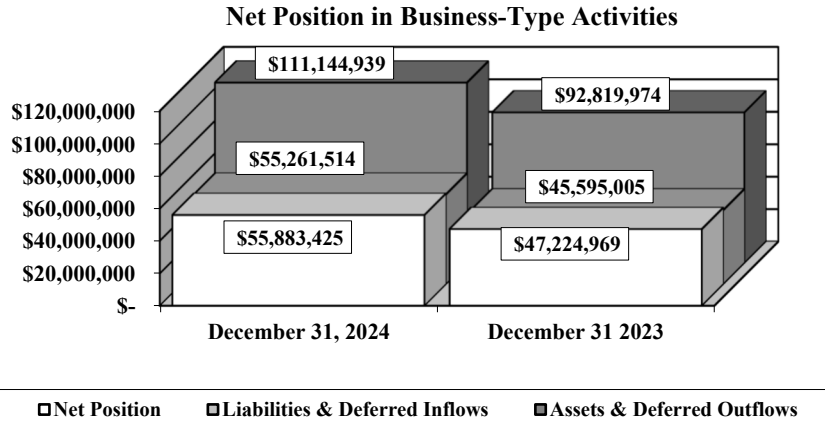 Net Position in Business-Type Activities
$111,144,939
$92,819,974
$120,000,000
$100,000,000
$80,000,000
$60,000,000
$40,000,000
$20,000,000
$-
$55,261,514
$45,595,005
$55,883,425
$47,224,969
December 31, 2024
December 31 2023
Net Position
Liabilities & Deferred Inflows
Assets & Deferred Outflows